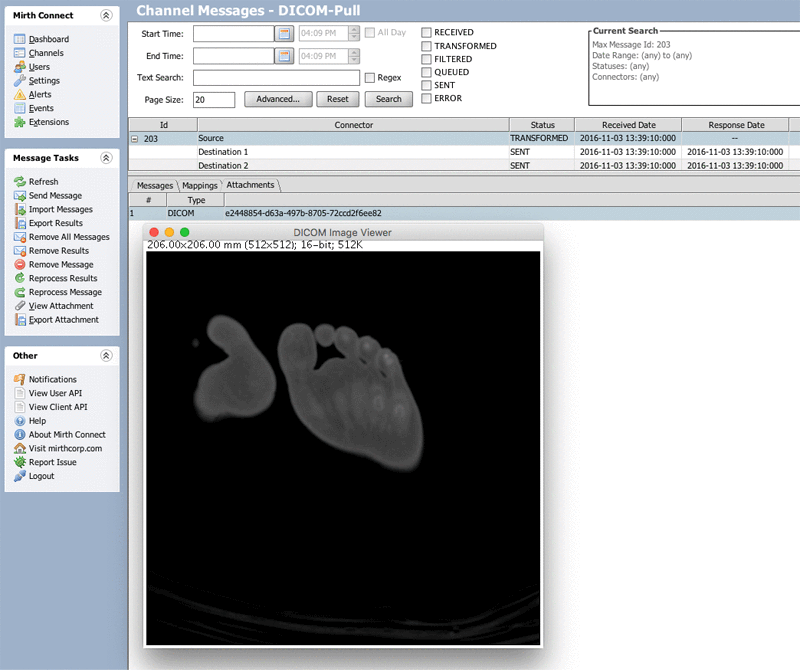 Mirth Connect
Dashboard
Channels
Users
Settings
Alerts
Events
Extensions
Message Tasks
Refresh
Send Message
Import Messages
Export Results
Remove All Messages
Remove Results
Remove Message
Reprocess Results
Reprocess Message
View Attachment
Export Attachment
Other
Notifications
View User API
View Client API
Help
About Mirth Connect
Visit mirthcorp.com
Report Issue
Logout
Channel Messages - DICOM-Pull
Start Time: 04:09 PM All Day
End Time: 04:09 PM
Text Search: Regex
Page Size: 20 Advanced... Reset Search
RECEIVED
TRANSFORMED
FILTERED
QUEUED
SENT
ERROR
Current Search
Max Message Id: 203
Date Range: (any) to (any)
Statuses: (any)
Connectors: (any)
Id Connector Status Received Date Response Date
203 Source TRANSFORMED 2016-11-03 13:39:10:000 --
Destination 1 SENT 2016-11-03 13:39:10:000 2016-11-03 13:39:10:000
Destination 2 SENT 2016-11-03 13:39:10:000 2016-11-03 13:39:10:000
Messages Mappings Attachments
# Type
1 DICOM e2448854-d63a-497b-8705-72ccd2f6ee82
DICOM Image Viewer
206.00x206.00 mm (512x512); 16-bit; 512K